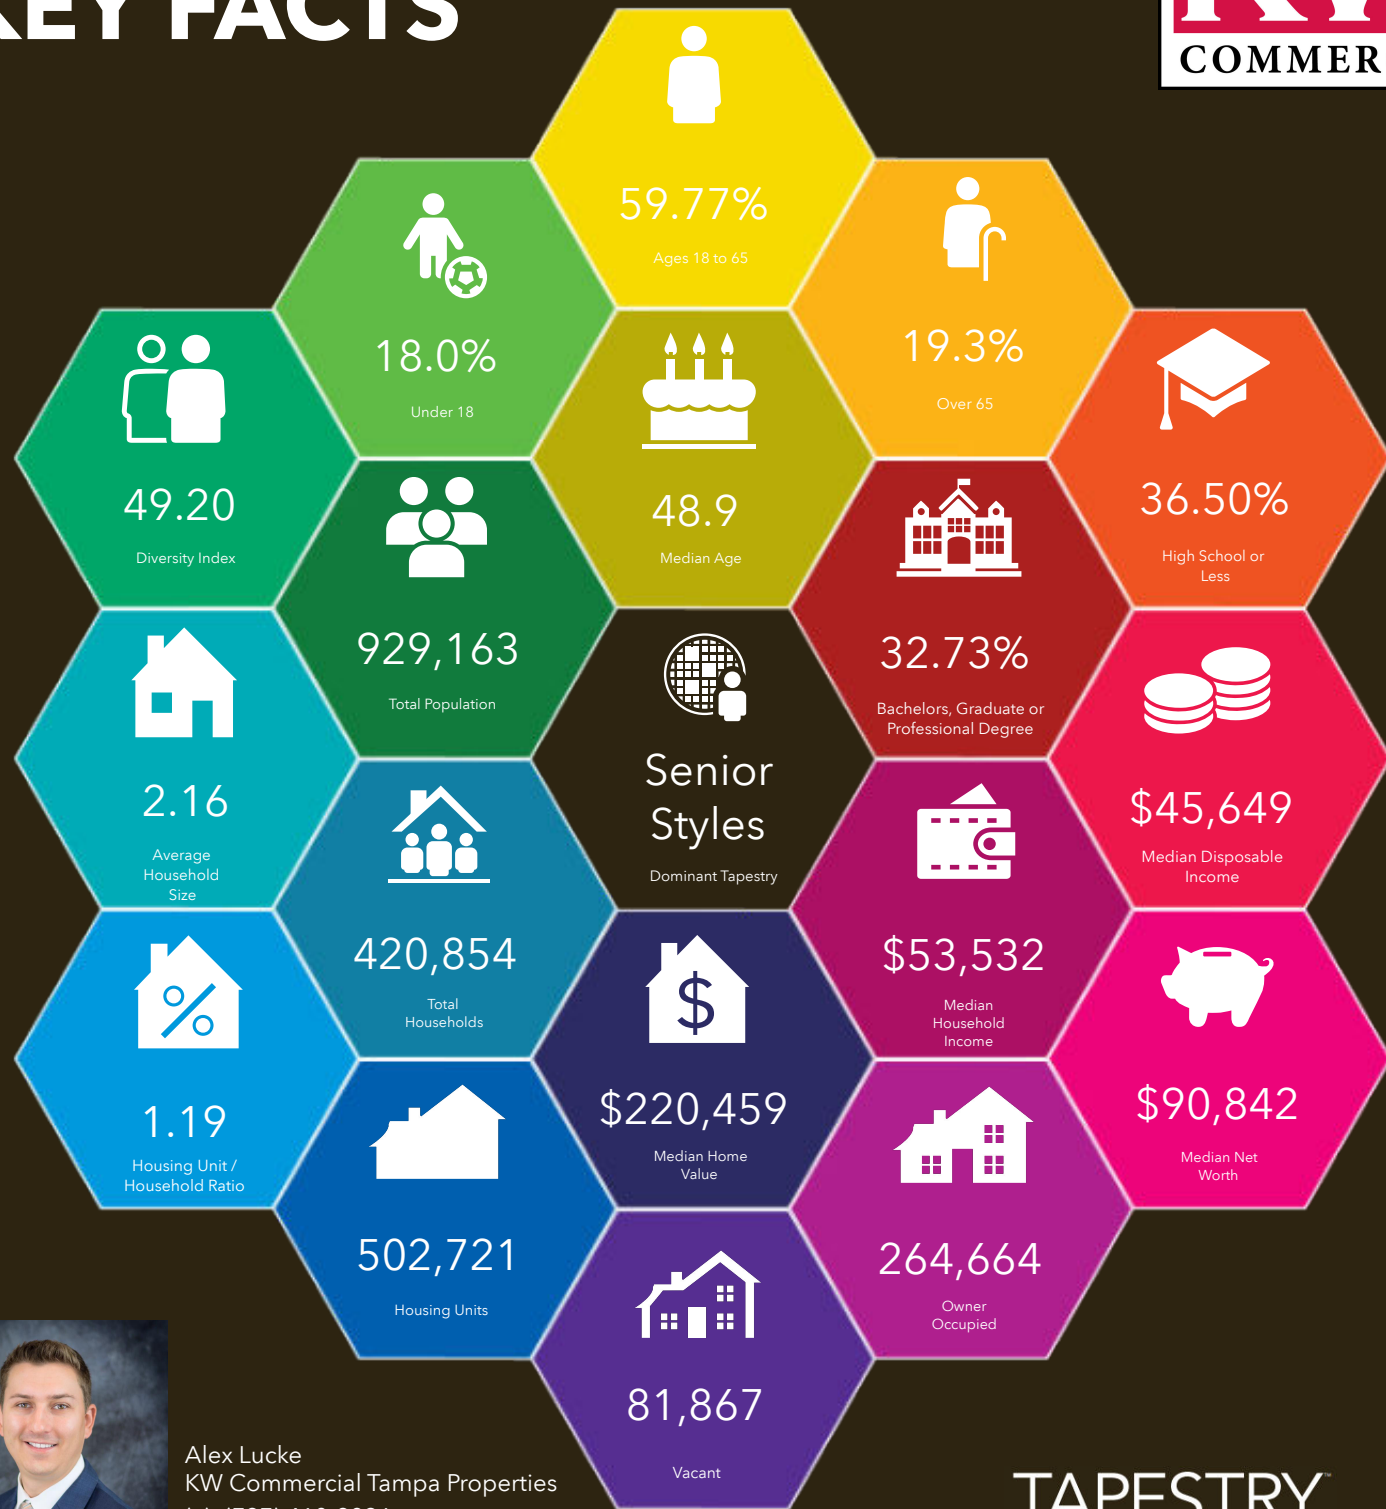 KEY FACTS
COMMER
59.77%
Ages 18 to 65
18.0%
Under 18
19.3%
Over 65
49.20
Diversity Index
48.9
Median Age
36.50%
High School or
Less
929,163
Total Population
32.73%
Bachelors, Graduate or
Professional Degree
2.16
Average
Household
Size
Senior
Styles
Dominant Tapestry
$45,649
Median Disposable
Income
420,854
Total
Households
$53,532
Median
Household
Income
1.19
Housing Unit /
Household Ratio
$220,459
Median Home
Value
$90,842
Median Net
Worth
502,721
Housing Units
264,664
Owner
Occupied
81,867
Vacant
Alex Lucke
KW Commercial Tampa Properties
TAPESTRY™